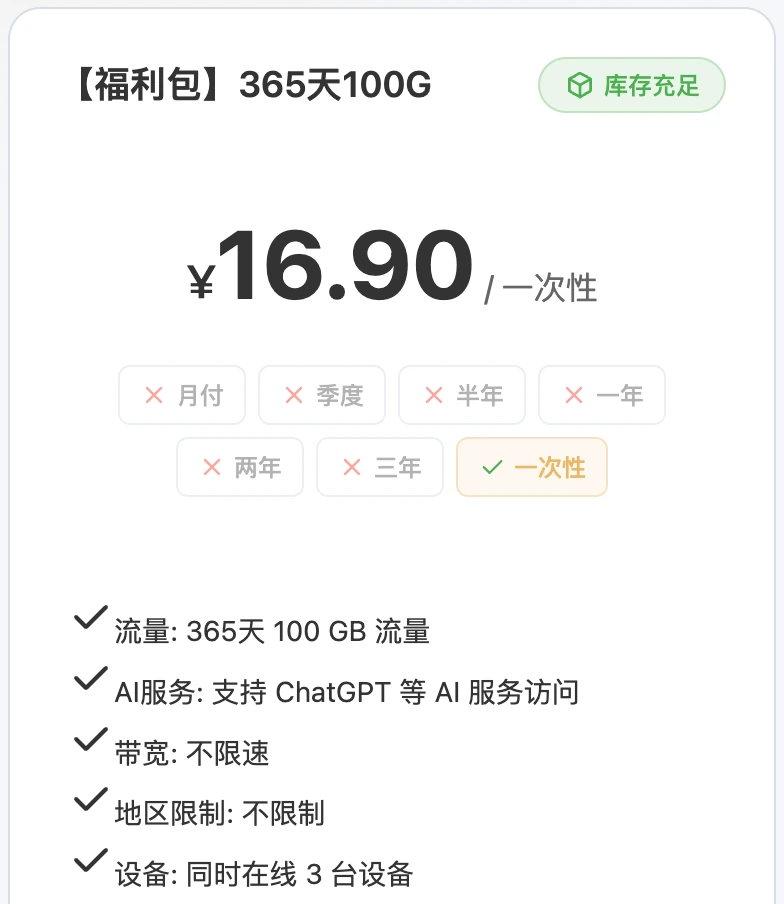 【福利包】365天100G
库存充足
¥16.90 / 一次性
月付 季度 半年 一年
两年 三年 一次性
流量: 365天 100 GB 流量
AI服务: 支持 ChatGPT 等 AI 服务访问
带宽: 不限速
地区限制: 不限制
设备: 同时在线 3 台设备